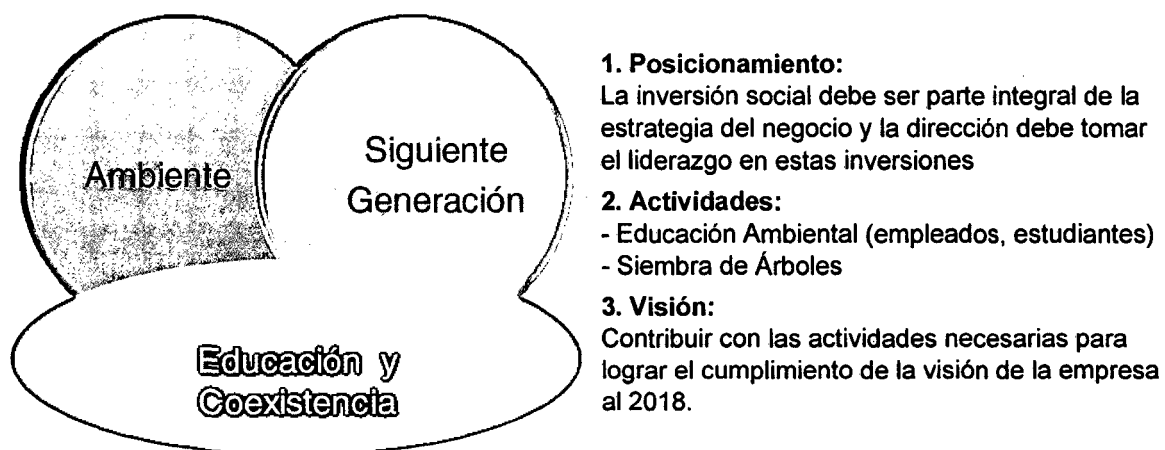 Ambiente
Siguiente
Generación
Educación y
Coexistencia
1. Posicionamiento:
La inversión social debe ser parte integral de la
estrategia del negocio y la dirección debe tomar
el liderazgo en estas inversiones
2. Actividades:
- Educación Ambiental (empleados, estudiantes)
- Siembra de Árboles
3. Visión:
Contribuir con las actividades necesarias para
lograr el cumplimiento de la visión de la empresa
al 2018.